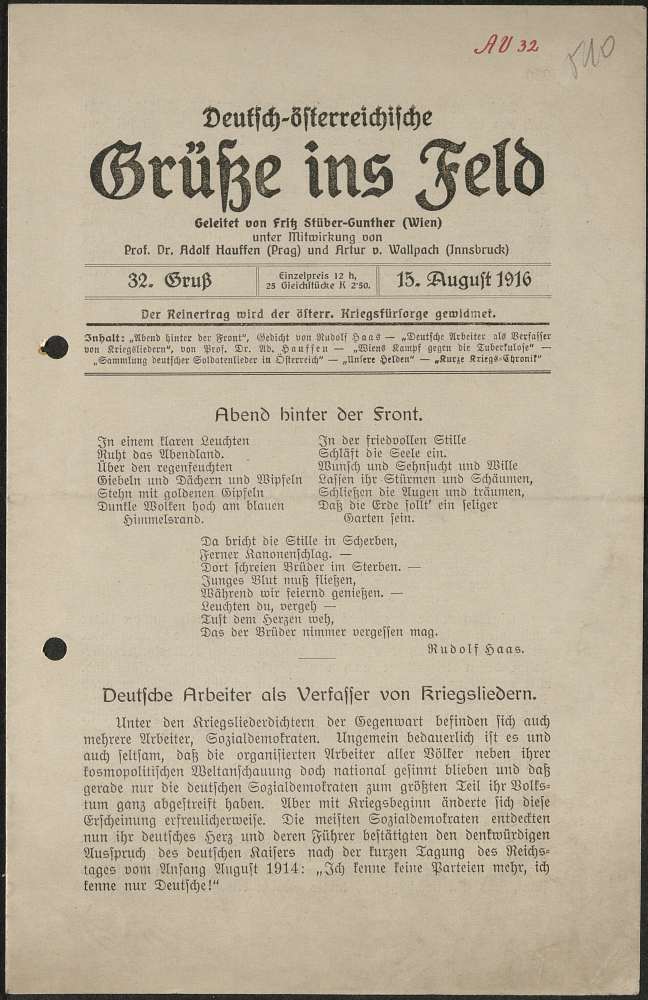 AV 32
510
Deutsch-österreichische
Grüße ins Feld
Geleitet von Fritz Stüber-Gunther (Wien)
unter Mitwirkung von
Prof. Dr. Adolf Hauffen (Prag) und Artur v. Wallpach (Innsbruck)
32. Gruß
Einzelpreis 12 h,
25 Gleichstücke K 2·50.
15. August 1916
Der Reinertrag wird der österr. Kriegsfürsorge gewidmet.
Inhalt: „Abend hinter der Front“, Gedicht von Rudolf Haas — „Deutsche Arbeiter als Verfasser
von Kriegsliedern“, von Prof. Dr. Ad. Hauffen — „Wiens Kampf gegen die Tuberkulose“ —
„Sammlung deutscher Soldatenlieder in Österreich“ — „Unsere Helden“ — „Kurze Kriegs-Chronik“
Abend hinter der Front.
In einem klaren Leuchten
Ruht das Abendland.
Über den regenfeuchten
Giebeln und Dächern und Wipfeln
Stehn mit goldenen Gipfeln
Dunkle Wolken hoch am blauen
Himmelsrand.
In der friedvollen Stille
Schläft die Seele ein.
Wunsch und Sehnsucht und Wille
Lassen ihr Stürmen und Schäumen,
Schließen die Augen und träumen,
Daß die Erde sollt' ein seliger
Garten sein.
Da bricht die Stille in Scherben,
Ferner Kanonenschlag. —
Dort schreien Brüder im Sterben. —
Junges Blut muß fließen,
Während wir feiernd genießen. —
Leuchten du, vergeh —
Tust dem Herzen weh,
Das der Brüder nimmer vergessen mag.
Rudolf Haas.
Deutsche Arbeiter als Verfasser von Kriegsliedern.
Unter den Kriegsliederdichtern der Gegenwart befinden sich auch
mehrere Arbeiter, Sozialdemokraten. Ungemein bedauerlich ist es und
auch seltsam, daß die organisierten Arbeiter aller Völker neben ihrer
kosmopolitischen Weltanschauung doch national gesinnt blieben und daß
gerade nur die deutschen Sozialdemokraten zum größten Teil ihr Volks-
tum ganz abgestreift haben. Aber mit Kriegsbeginn änderte sich diese
Erscheinung erfreulicherweise. Die meisten Sozialdemokraten entdeckten
nun ihr deutsches Herz und deren Führer bestätigten den denkwürdigen
Ausspruch des deutschen Kaisers nach der kurzen Tagung des Reichs-
tages vom Anfang August 1914: „Ich kenne keine Parteien mehr, ich
kenne nur Deutsche!“